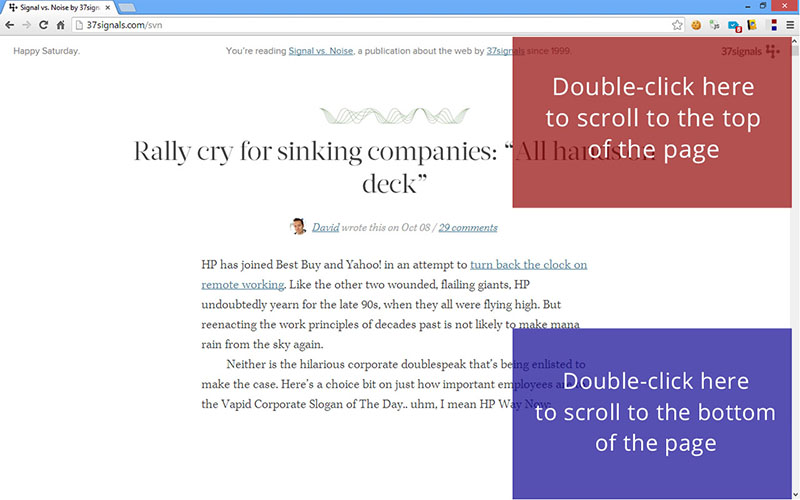 Signal vs. Noise by 37sign
37signals.com/svn
Happy Saturday.
You're reading Signal vs. Noise, a publication about the web by 37signals since 1999.
37signals
Double-click here
to scroll to the top
of the page
Rally cry for sinking companies: “All hands on
deck”
David wrote this on Oct 08 / 29 comments
HP has joined Best Buy and Yahoo! in an attempt to turn back the clock on
remote working. Like the other two wounded, flailing giants, HP
undoubtedly yearn for the late 90s, when they all were flying high. But
reenacting the work principles of decades past is not likely to make mana
rain from the sky again.
Neither is the hilarious corporate doublespeak that's being enlisted to
make the case. Here's a choice bit on just how important employees are to
the Vapid Corporate Slogan of The Day.. uhm, I mean HP Way Now:
Double-click here
to scroll to the bottom
of the page